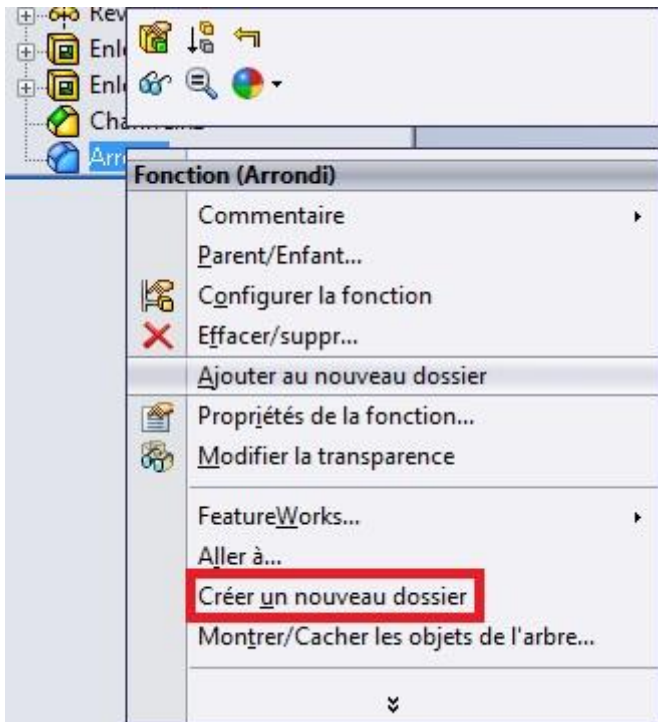 Fonction (Arrondi)
Commentaire
Parent/Enfant...
Configurer la fonction
Effacer/suppr...
Ajouter au nouveau dossier
Propriétés de la fonction...
Modifier la transparence
FeatureWorks...
Aller à...
Créer un nouveau dossier
Montrer/Cacher les objets de l'arbre...